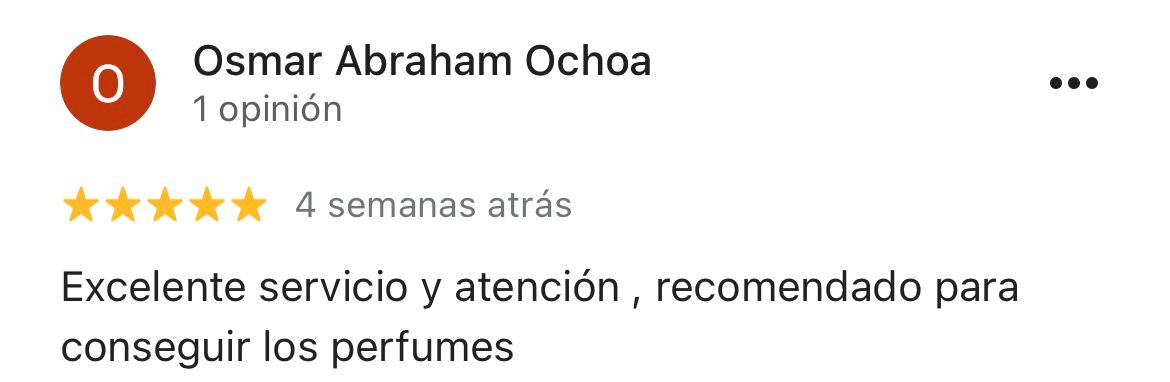 O
Osmar Abraham Ochoa
1 opinión
4 semanas atrás
Excelente servicio y atención , recomendado para
conseguir los perfumes